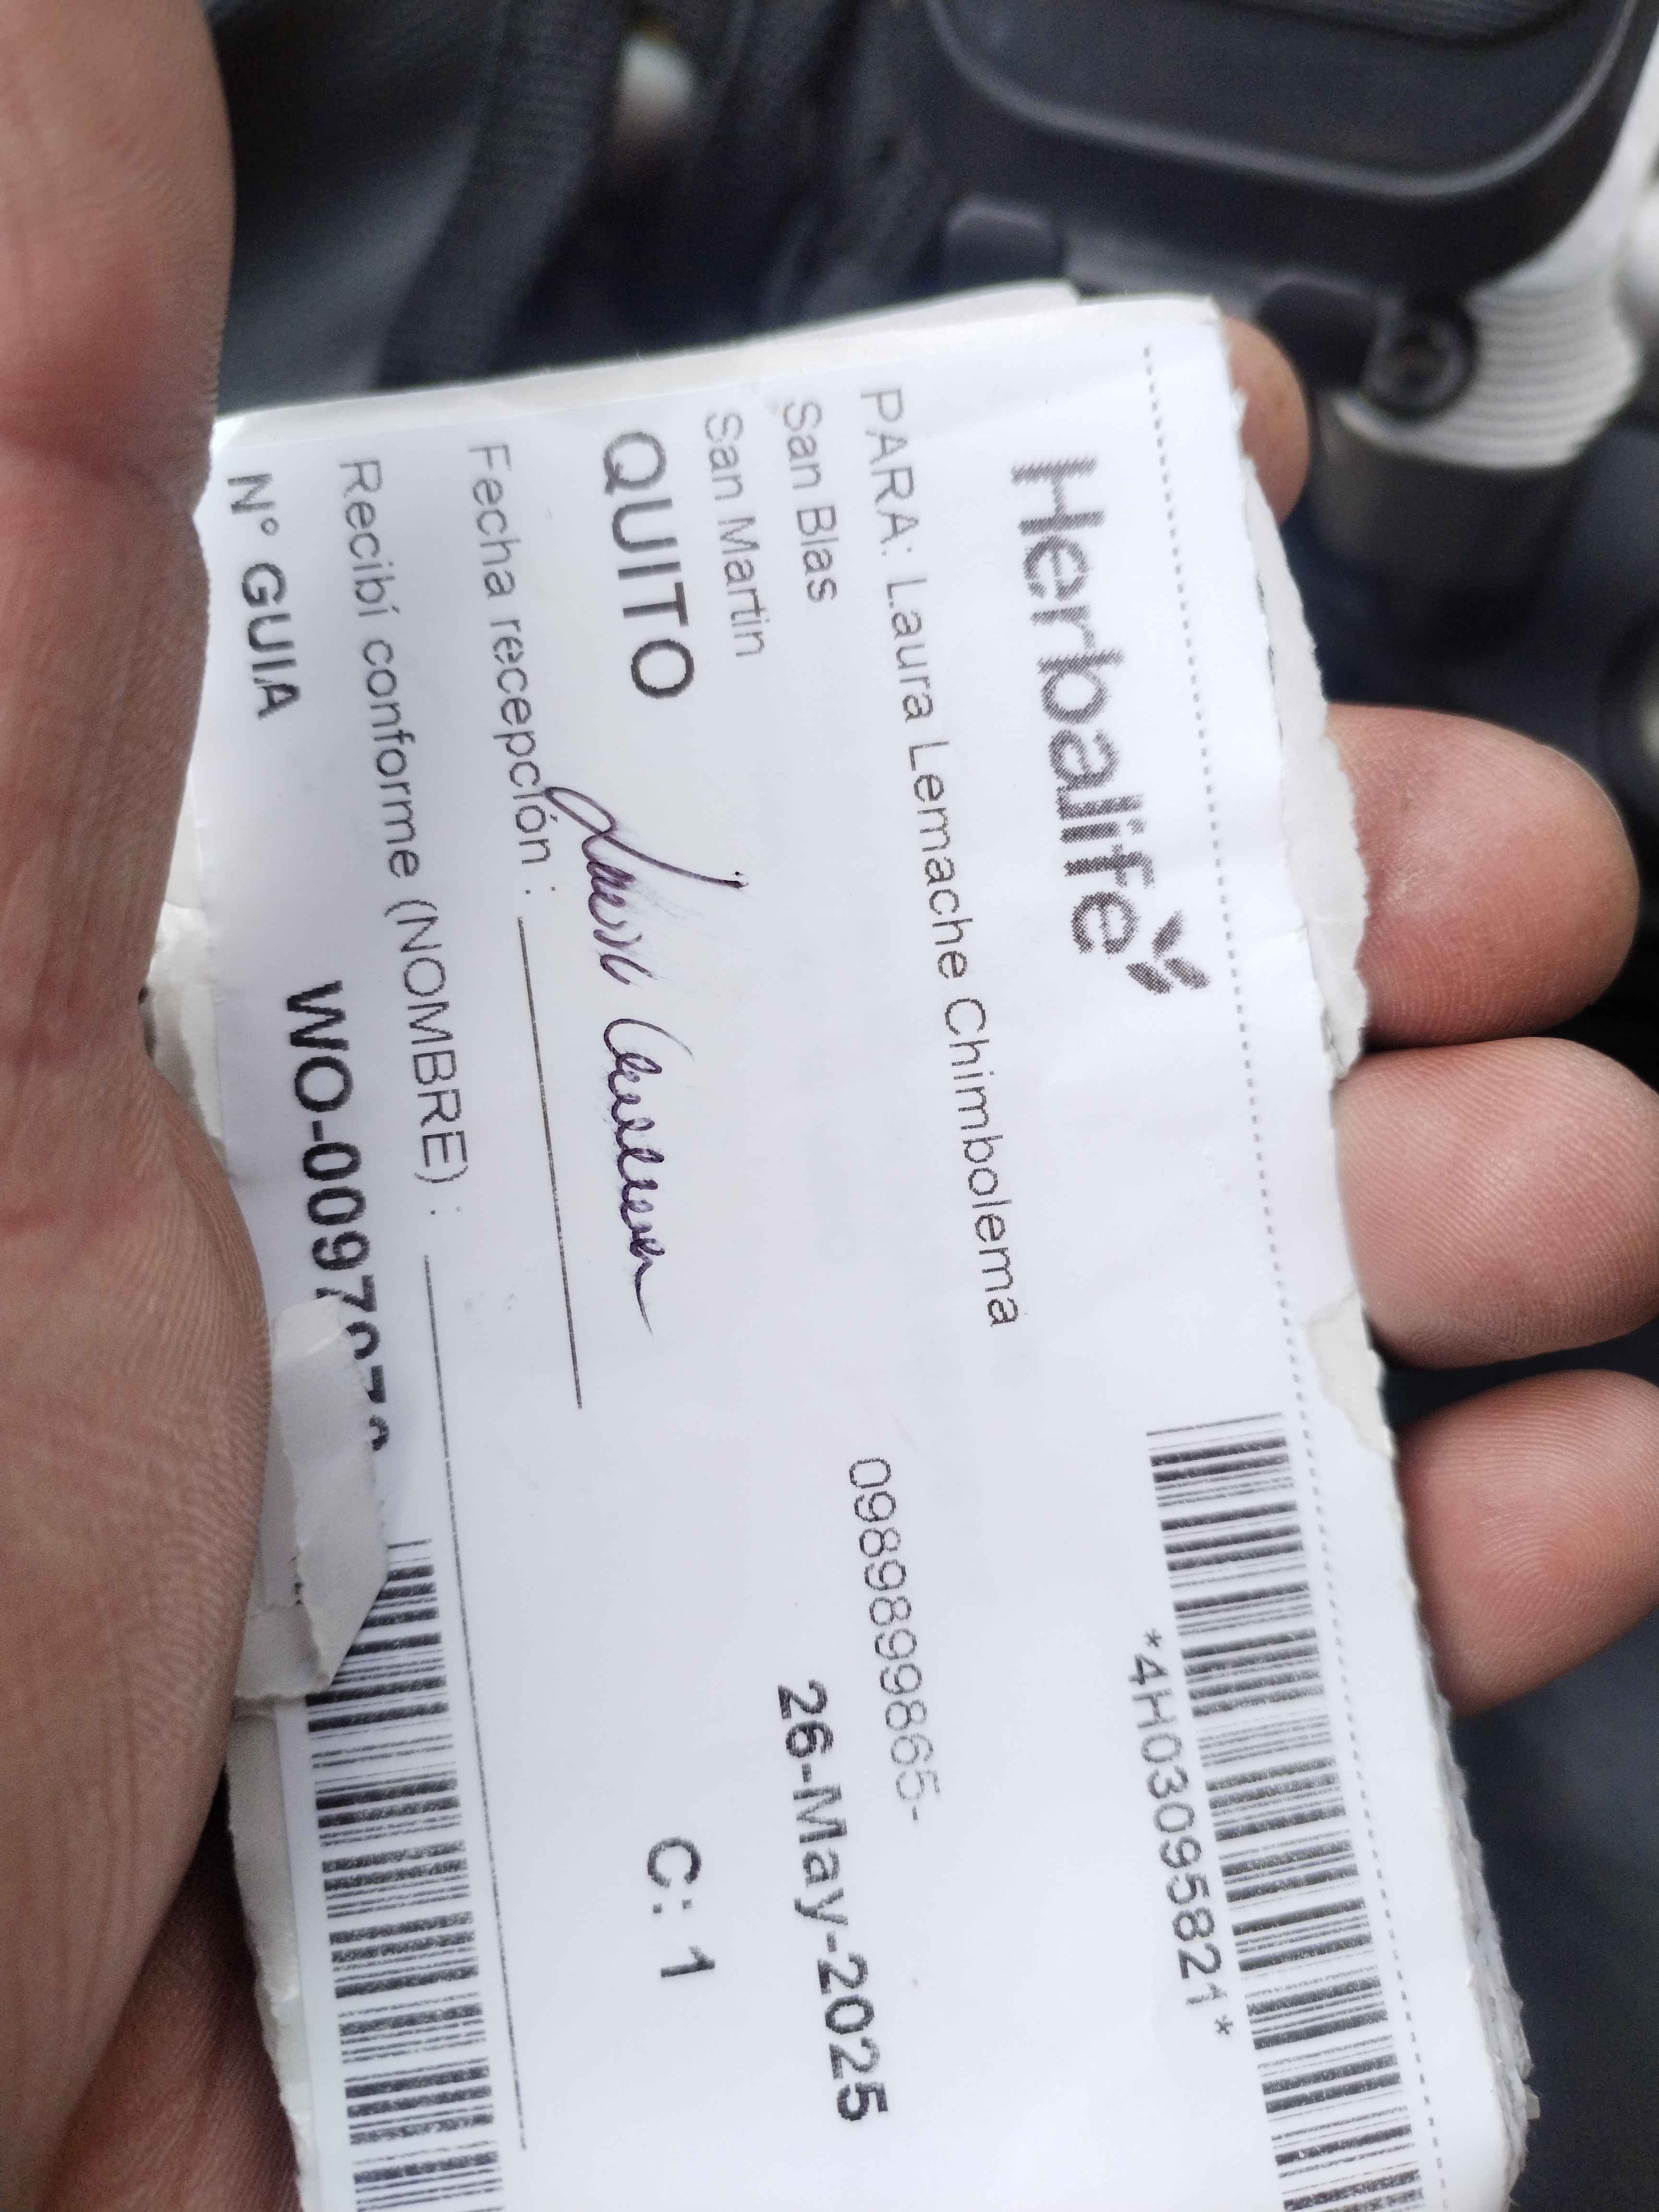 Herbalife
*4H03095821*
PARA: Laura Lemache Chimbolema
0989899865-
San Blas
26-May-2025
San Martin
QUITO
C: 1
Fecha recepción :
Recibí conforme (NOMBRE) :
N° GUIA